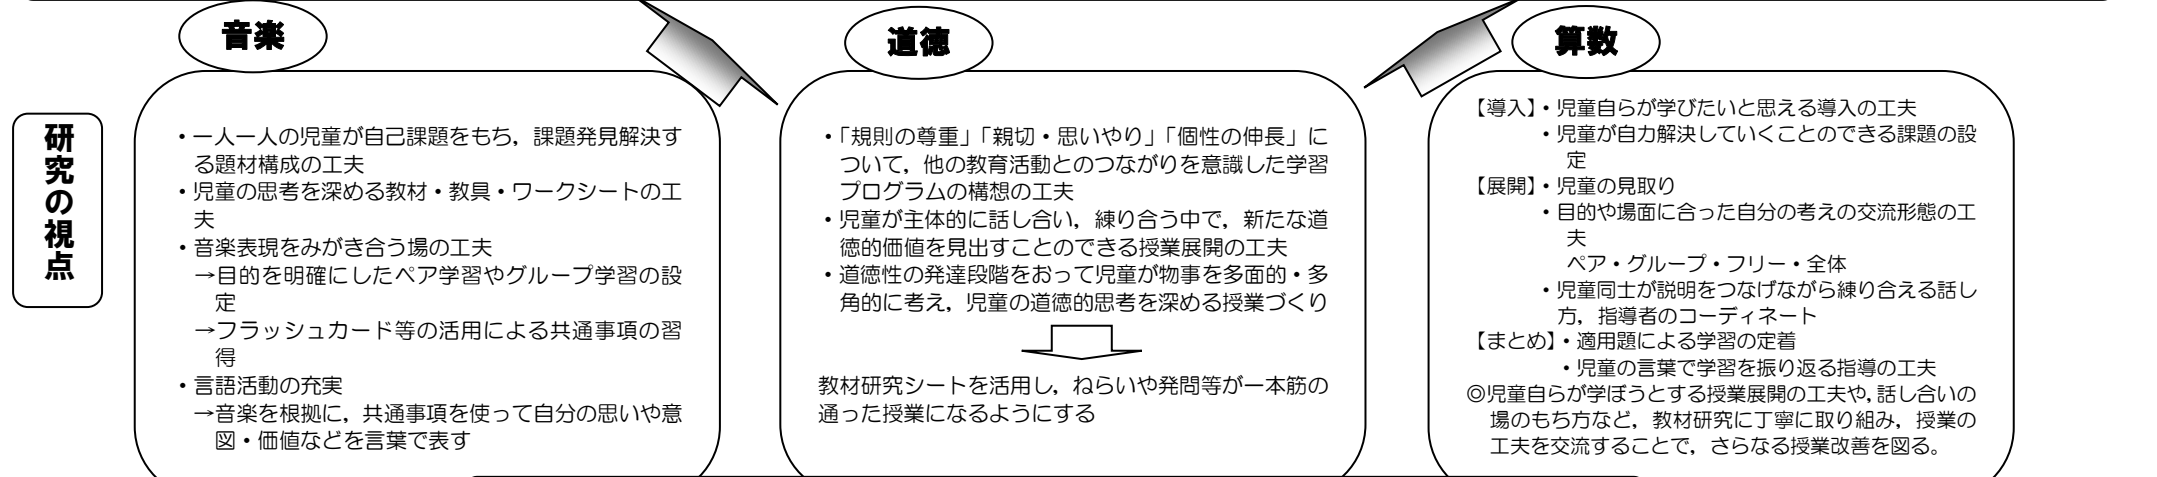 研究の視点
音楽
・一人一人の児童が自己課題をもち，課題発見解決す
る題材構成の工夫
・児童の思考を深める教材・教具・ワークシートの工
夫
・音楽表現をみがき合う場の工夫
→目的を明確にしたペア学習やグループ学習の設
定
→フラッシュカード等の活用による共通事項の習
得
・言語活動の充実
→音楽を根拠に，共通事項を使って自分の思いや意
図・価値などを言葉で表す
道徳
・「規則の尊重」「親切・思いやり」「個性の伸長」に
ついて，他の教育活動とのつながりを意識した学習
プログラムの構想の工夫
・児童が主体的に話し合い，練り合う中で，新たな道
徳的価値を見出すことのできる授業展開の工夫
・道徳性の発達段階をおって児童が物事を多面的・多
角的に考え，児童の道徳的思考を深める授業づくり
教材研究シートを活用し，ねらいや発問等が一本筋の
通った授業になるようにする
算数
【導入】・児童自らが学びたいと思える導入の工夫
・児童が自力解決していくことのできる課題の設
定
【展開】・児童の見取り
・目的や場面に合った自分の考えの交流形態の工
夫
ペア・グループ・フリー・全体
・児童同士が説明をつなげながら練り合える話し
方，指導者のコーディネート
【まとめ】・適用題による学習の定着
・児童の言葉で学習を振り返る指導の工夫
◎児童自らが学ぼうとする授業展開の工夫や，話し合いの
場のもち方など，教材研究に丁寧に取り組み，授業の
工夫を交流することで，さらなる授業改善を図る。